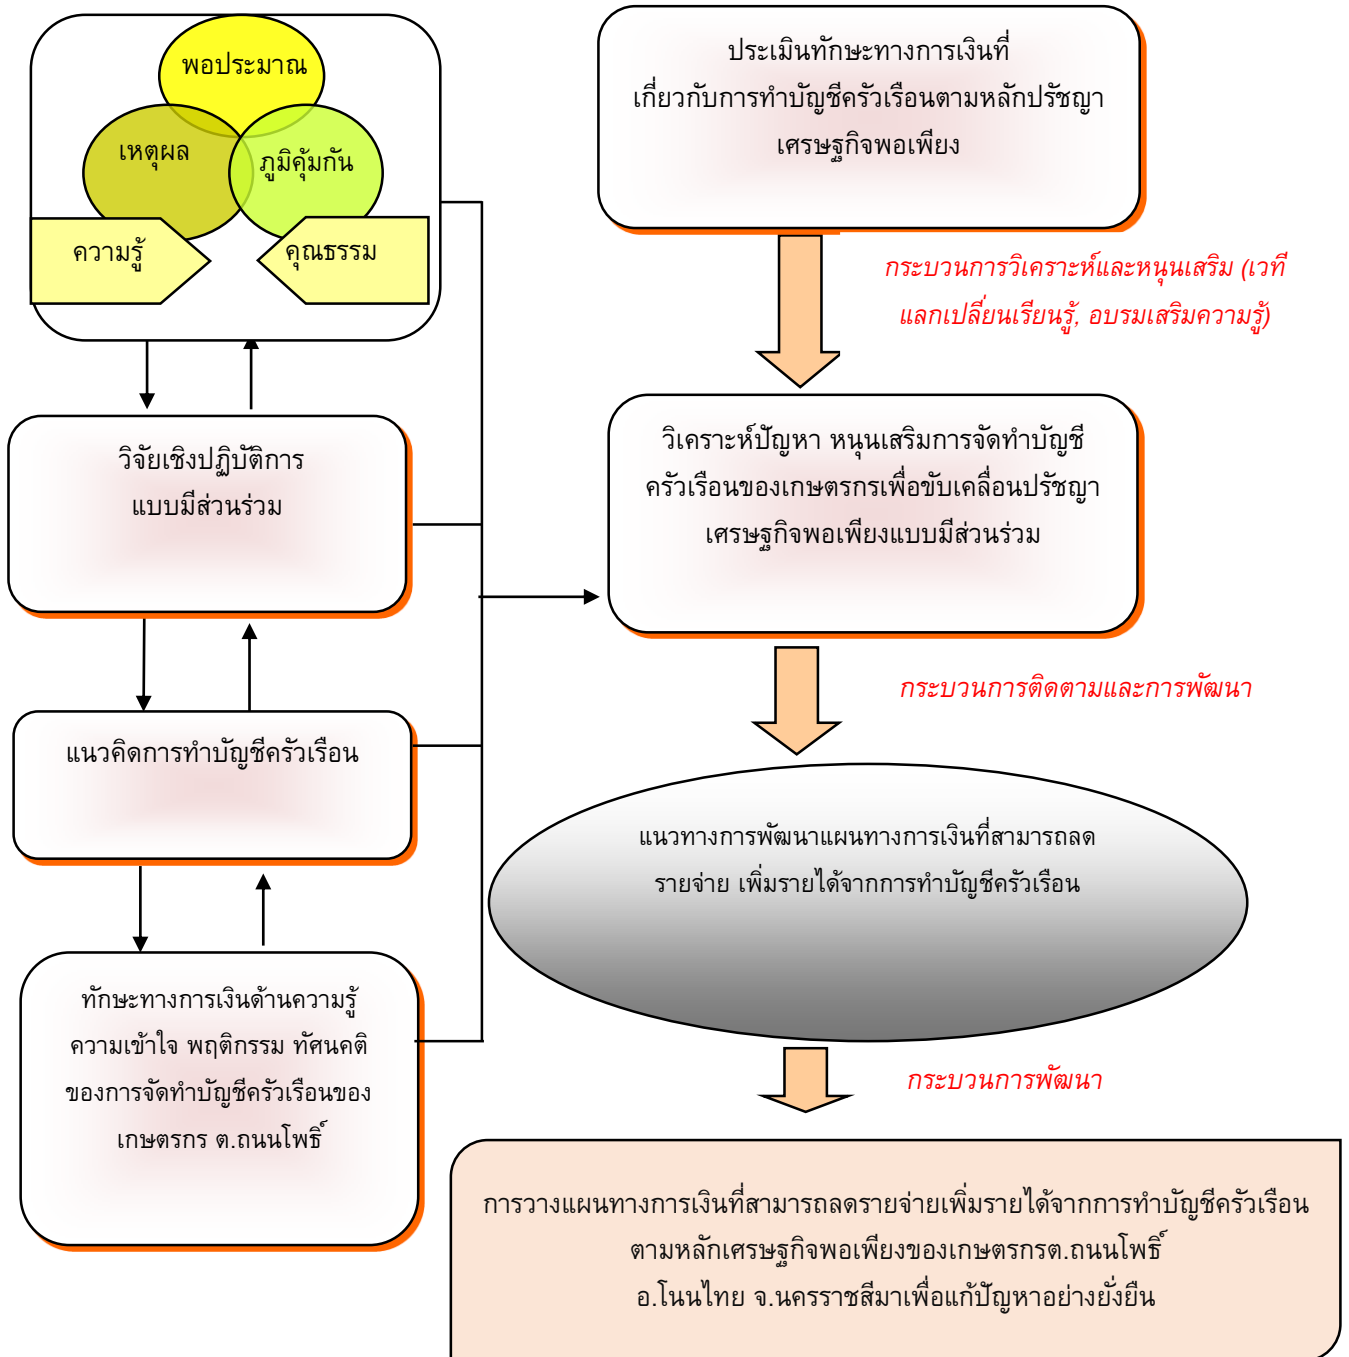 พอประมาณ
เหตุผล
ภูมิคุ้มกัน
ความรู้
คุณธรรม
วิจัยเชิงปฏิบัติการ
แบบมีส่วนร่วม
แนวคิดการทำบัญชีครัวเรือน
ทักษะทางการเงินด้านความรู้
ความเข้าใจ พฤติกรรม ทัศนคติ
ของการจัดทำบัญชีครัวเรือนของ
เกษตรกร ต.ถนนโพธิ์
ประเมินทักษะทางการเงินที่
เกี่ยวกับการทำบัญชีครัวเรือนตามหลักปรัชญา
เศรษฐกิจพอเพียง
กระบวนการวิเคราะห์และหนุนเสริม (เวที
แลกเปลี่ยนเรียนรู้, อบรมเสริมความรู้)
วิเคราะห์ปัญหา หนุนเสริมการจัดทำบัญชี
ครัวเรือนของเกษตรกรเพื่อขับเคลื่อนปรัชญา
เศรษฐกิจพอเพียงแบบมีส่วนร่วม
กระบวนการติดตามและการพัฒนา
แนวทางการพัฒนาแผนทางการเงินที่สามารถลด
รายจ่าย เพิ่มรายได้จากการทำบัญชีครัวเรือน
กระบวนการพัฒนา
การวางแผนทางการเงินที่สามารถลดรายจ่ายเพิ่มรายได้จากการทำบัญชีครัวเรือน
ตามหลักเศรษฐกิจพอเพียงของเกษตรกรต.ถนนโพธิ์
อ.โนนไทย จ.นครราชสีมาเพื่อแก้ปัญหาอย่างยั่งยืน